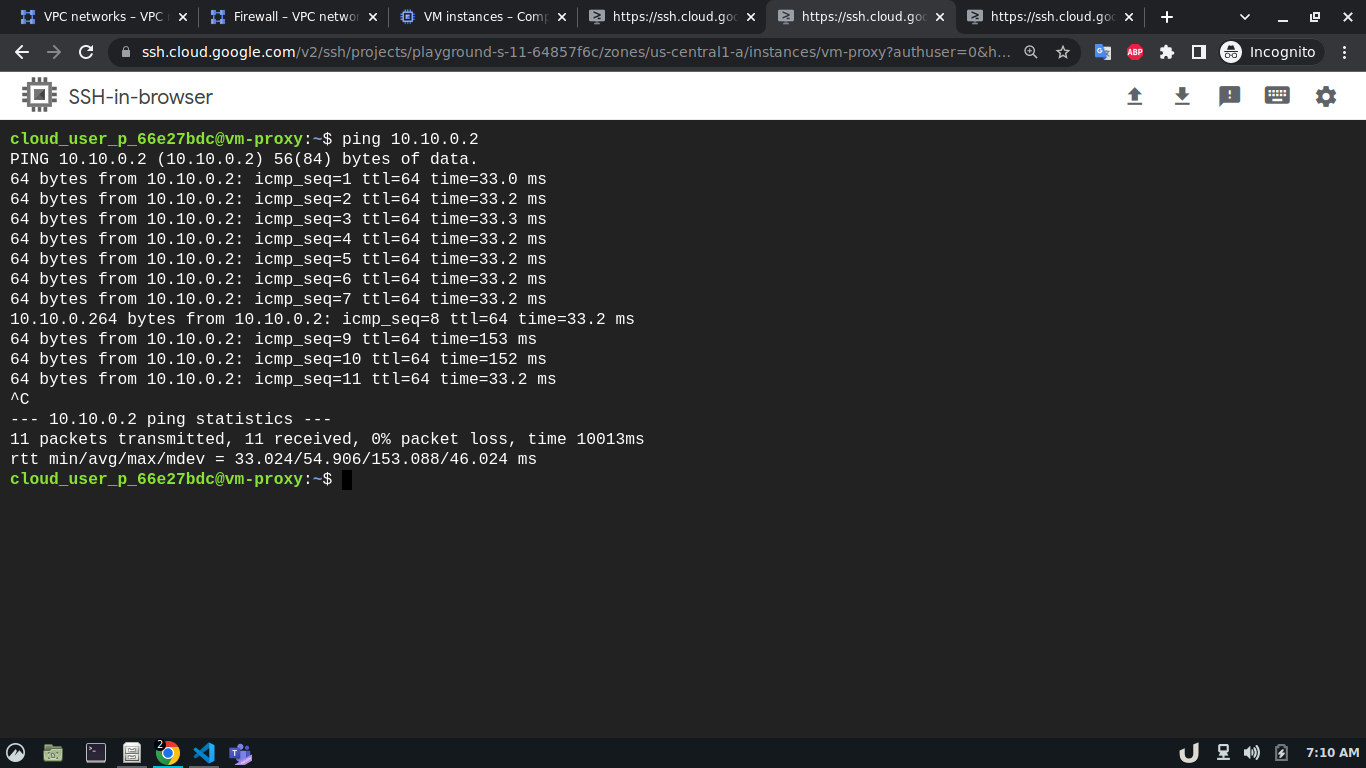 VPC networks – VPC
Firewall – VPC netwo
VM instances – Com
https://ssh.cloud.go
https://ssh.cloud.go
https://ssh.cloud.go
ssh.cloud.google.com/v2/ssh/projects/playground-s-11-64857f6c/zones/us-central1-a/instances/vm-proxy?authuser=0&h...
ABP
Incognito
SSH-in-browser
cloud_user_p_66e27bdc@vm-proxy:~$ ping 10.10.0.2
PING 10.10.0.2 (10.10.0.2) 56(84) bytes of data.
64 bytes from 10.10.0.2: icmp_seq=1 ttl=64 time=33.0 ms
64 bytes from 10.10.0.2: icmp_seq=2 ttl=64 time=33.2 ms
64 bytes from 10.10.0.2: icmp_seq=3 ttl=64 time=33.3 ms
64 bytes from 10.10.0.2: icmp_seq=4 ttl=64 time=33.2 ms
64 bytes from 10.10.0.2: icmp_seq=5 ttl=64 time=33.2 ms
64 bytes from 10.10.0.2: icmp_seq=6 ttl=64 time=33.2 ms
64 bytes from 10.10.0.2: icmp_seq=7 ttl=64 time=33.2 ms
10.10.0.264 bytes from 10.10.0.2: icmp_seq=8 ttl=64 time=33.2 ms
64 bytes from 10.10.0.2: icmp_seq=9 ttl=64 time=153 ms
64 bytes from 10.10.0.2: icmp_seq=10 ttl=64 time=152 ms
64 bytes from 10.10.0.2: icmp_seq=11 ttl=64 time=33.2 ms
^C
--- 10.10.0.2 ping statistics ---
11 packets transmitted, 11 received, 0% packet loss, time 10013ms
rtt min/avg/max/mdev = 33.024/54.906/153.088/46.024 ms
cloud_user_p_66e27bdc@vm-proxy:~$
2
7:10 AM